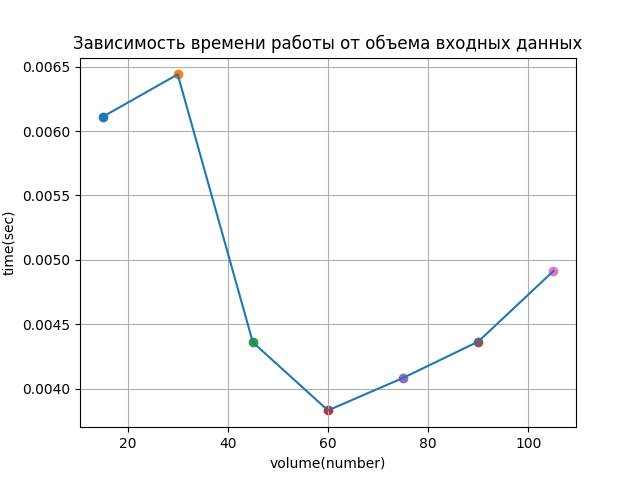 Зависимость времени работы от объема входных данных
0.0065
0.0060
0.0055
0.0050
0.0045
0.0040
time(sec)
20 40 60 80 100
volume(number)